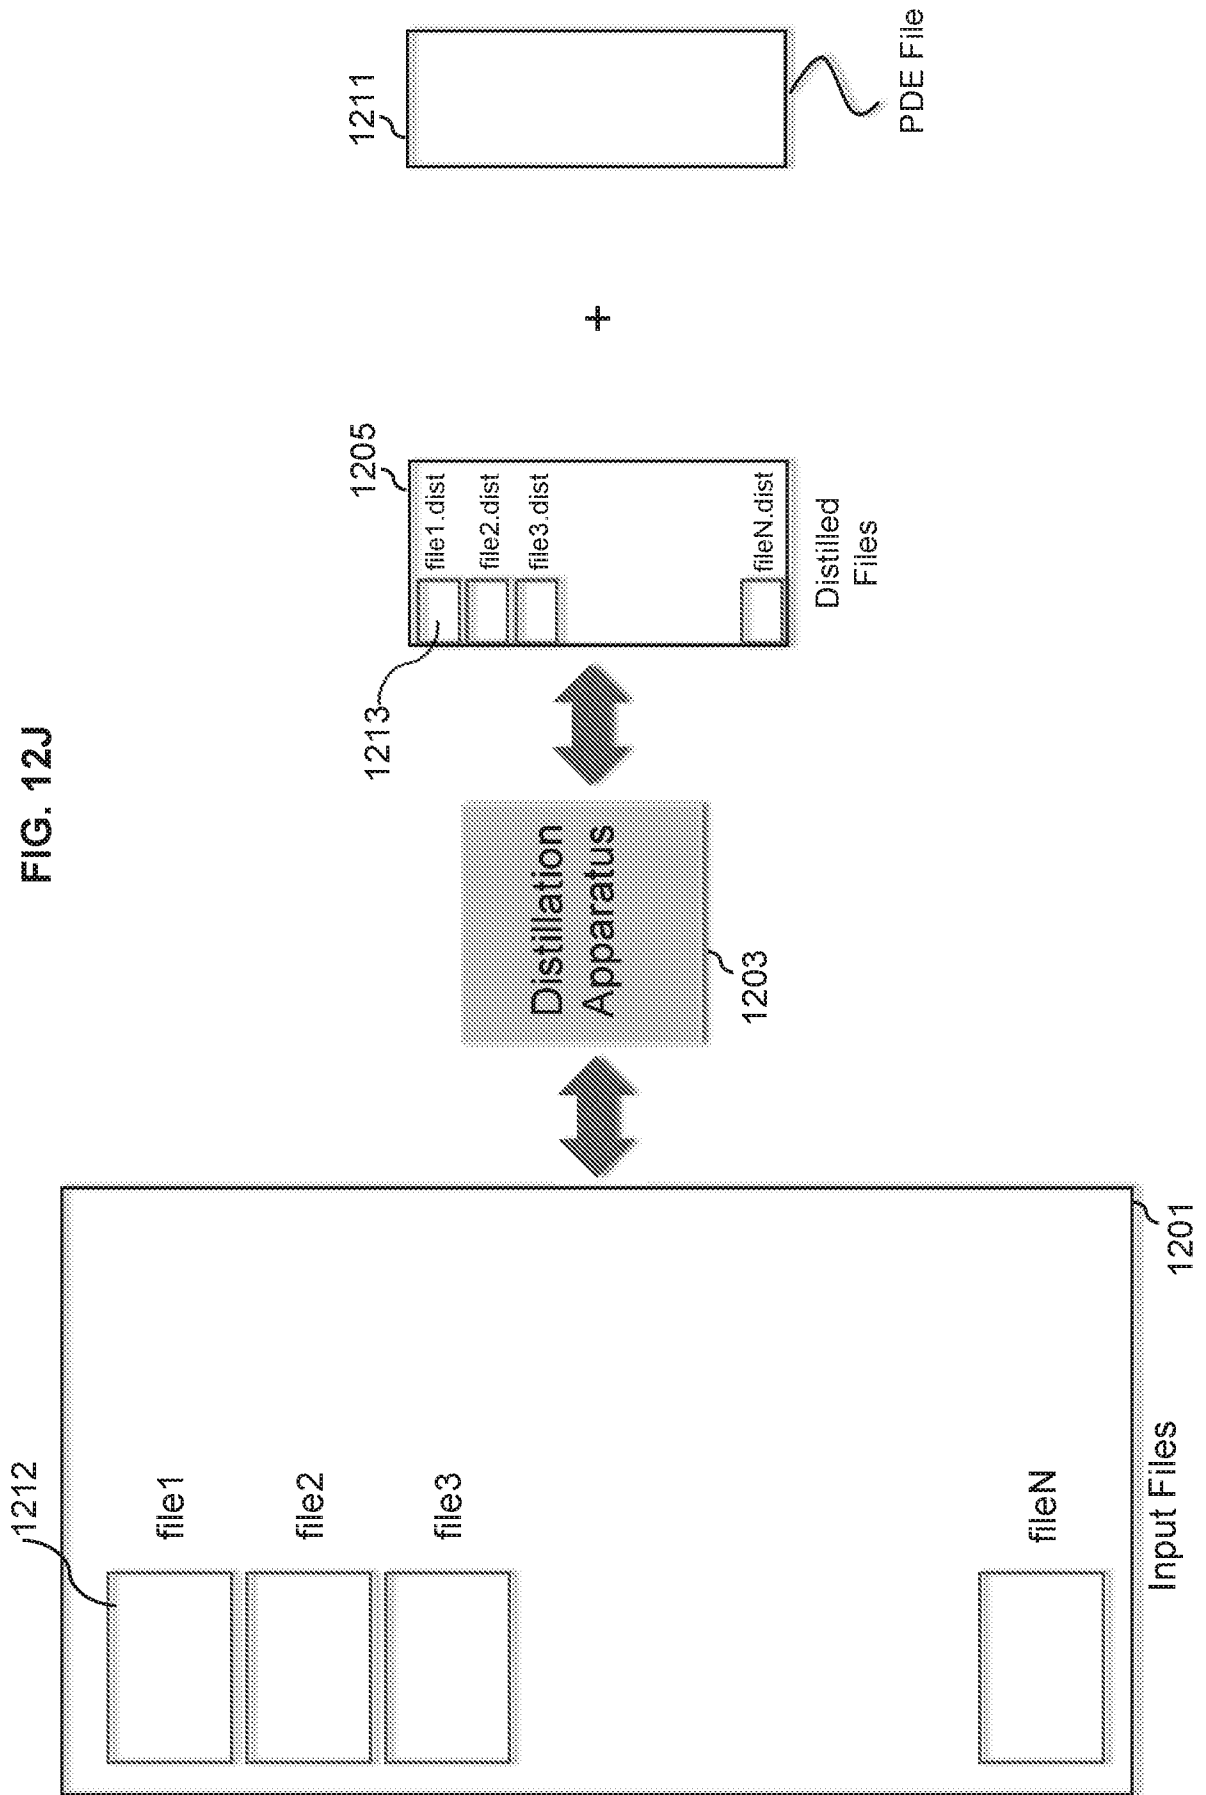 FIG. 12J
1212
file1
file2
file3
fileN
Input Files
1201
Distillation
Apparatus
1203
1213
1205
file1.dist
file2.dist
file3.dist
fileN.dist
Distilled
Files
+
1211
PDE File